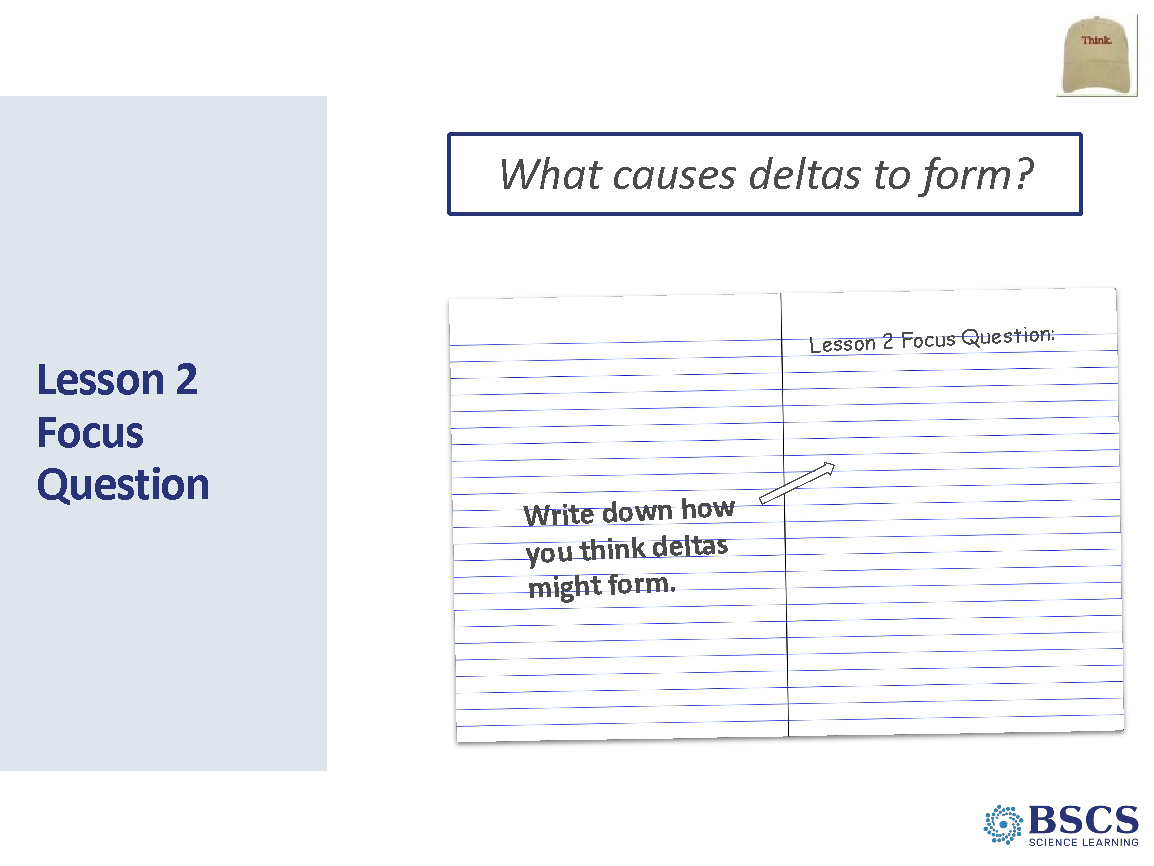 Think.
What causes deltas to form?
Lesson 2
Focus
Question
Lesson 2 Focus Question:
Write down how
you think deltas
might form.
BSCS
SCIENCE LEARNING